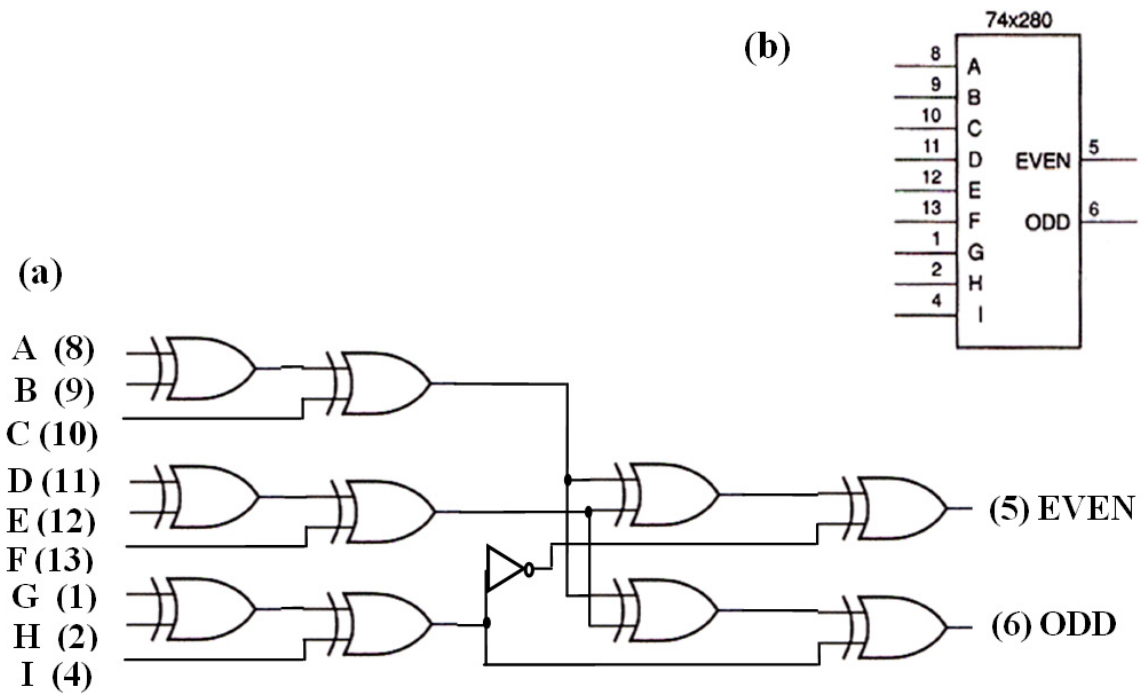 (b)
74x280
8 A
9 B
10 C
11 D
12 E
13 F
1 G
2 H
4 I
EVEN 5
ODD 6
(a)
A (8)
B (9)
C (10)
D (11)
E (12)
F (13)
G (1)
H (2)
I (4)
(5) EVEN
(6) ODD